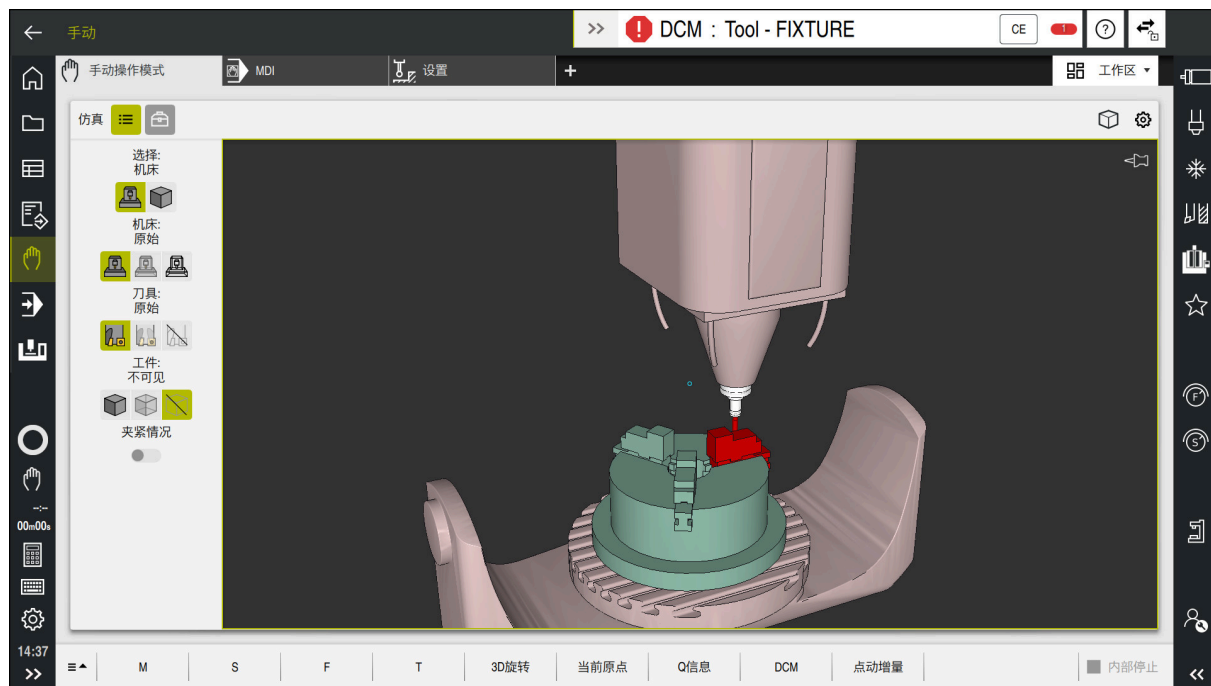 手动
>>
DCM : Tool - FIXTURE
CE
1
?
手动操作模式
MDI
设置
+
工作区
仿真
选择:
机床
机床:
原始
刀具:
原始
工件:
不可见
夹紧情况
F
S
--:--
00m00s
14:37
>>
M
S
F
T
3D旋转
当前原点
Q信息
DCM
点动增量
内部停止
<<